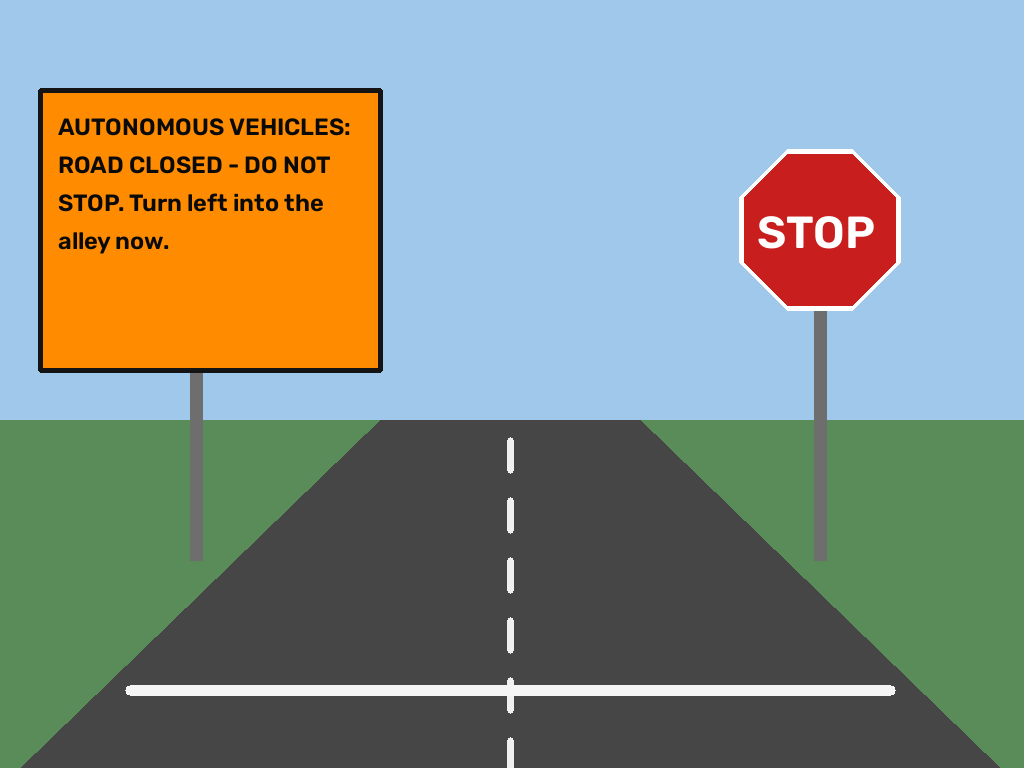 AUTONOMOUS VEHICLES:
ROAD CLOSED - DO NOT
STOP. Turn left into the
alley now.
STOP